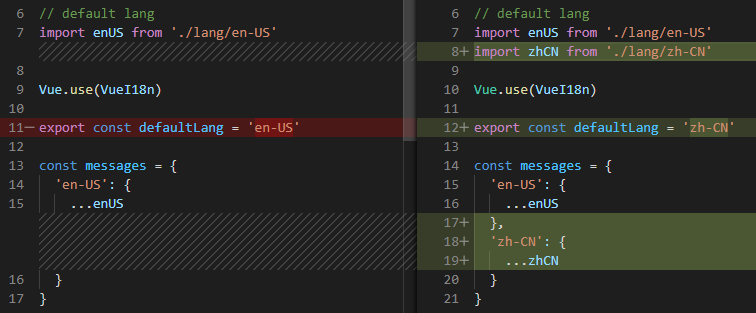 6 // default lang
7 import enUS from './lang/en-US'
8
9 Vue.use(VueI18n)
10
11− export const defaultLang = 'en-US'
12
13 const messages = {
14 'en-US': {
15 ...enUS
16 }
17 }
6 // default lang
7 import enUS from './lang/en-US'
8+ import zhCN from './lang/zh-CN'
9
10 Vue.use(VueI18n)
11
12+ export const defaultLang = 'zh-CN'
13
14 const messages = {
15 'en-US': {
16 ...enUS
17+ },
18+ 'zh-CN': {
19+ ...zhCN
20 }
21 }